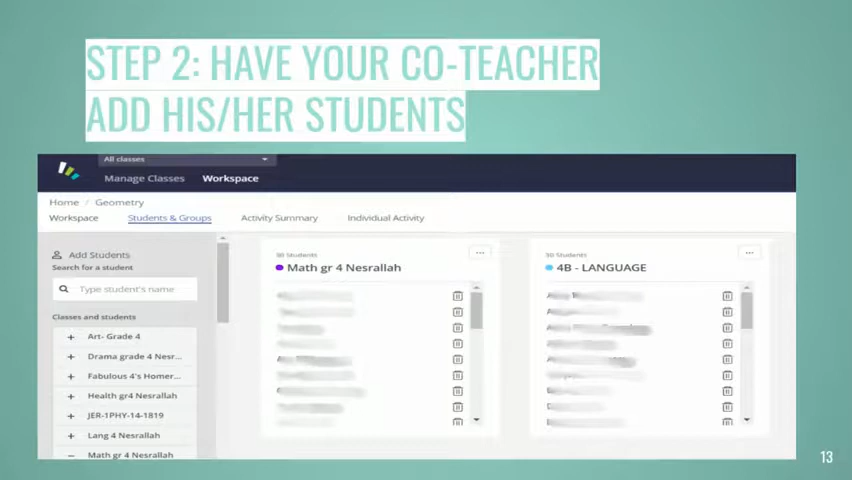 STEP 2: HAVE YOUR CO-TEACHER
ADD HIS/HER STUDENTS
All classes
Manage Classes Workspace
Home / Geometry
Workspace Students & Groups Activity Summary Individual Activity
Add Students
Search for a student
Type student's name
Classes and students
+ Art- Grade 4
+ Drama grade 4 Nesr...
+ Fabulous 4's Homer...
+ Health gr4 Nesrallah
+ JER-1PHY-14-1819
+ Lang 4 Nesrallah
- Math gr 4 Nesrallah
30 Students
Math gr 4 Nesrallah
30 Students
4B - LANGUAGE
13